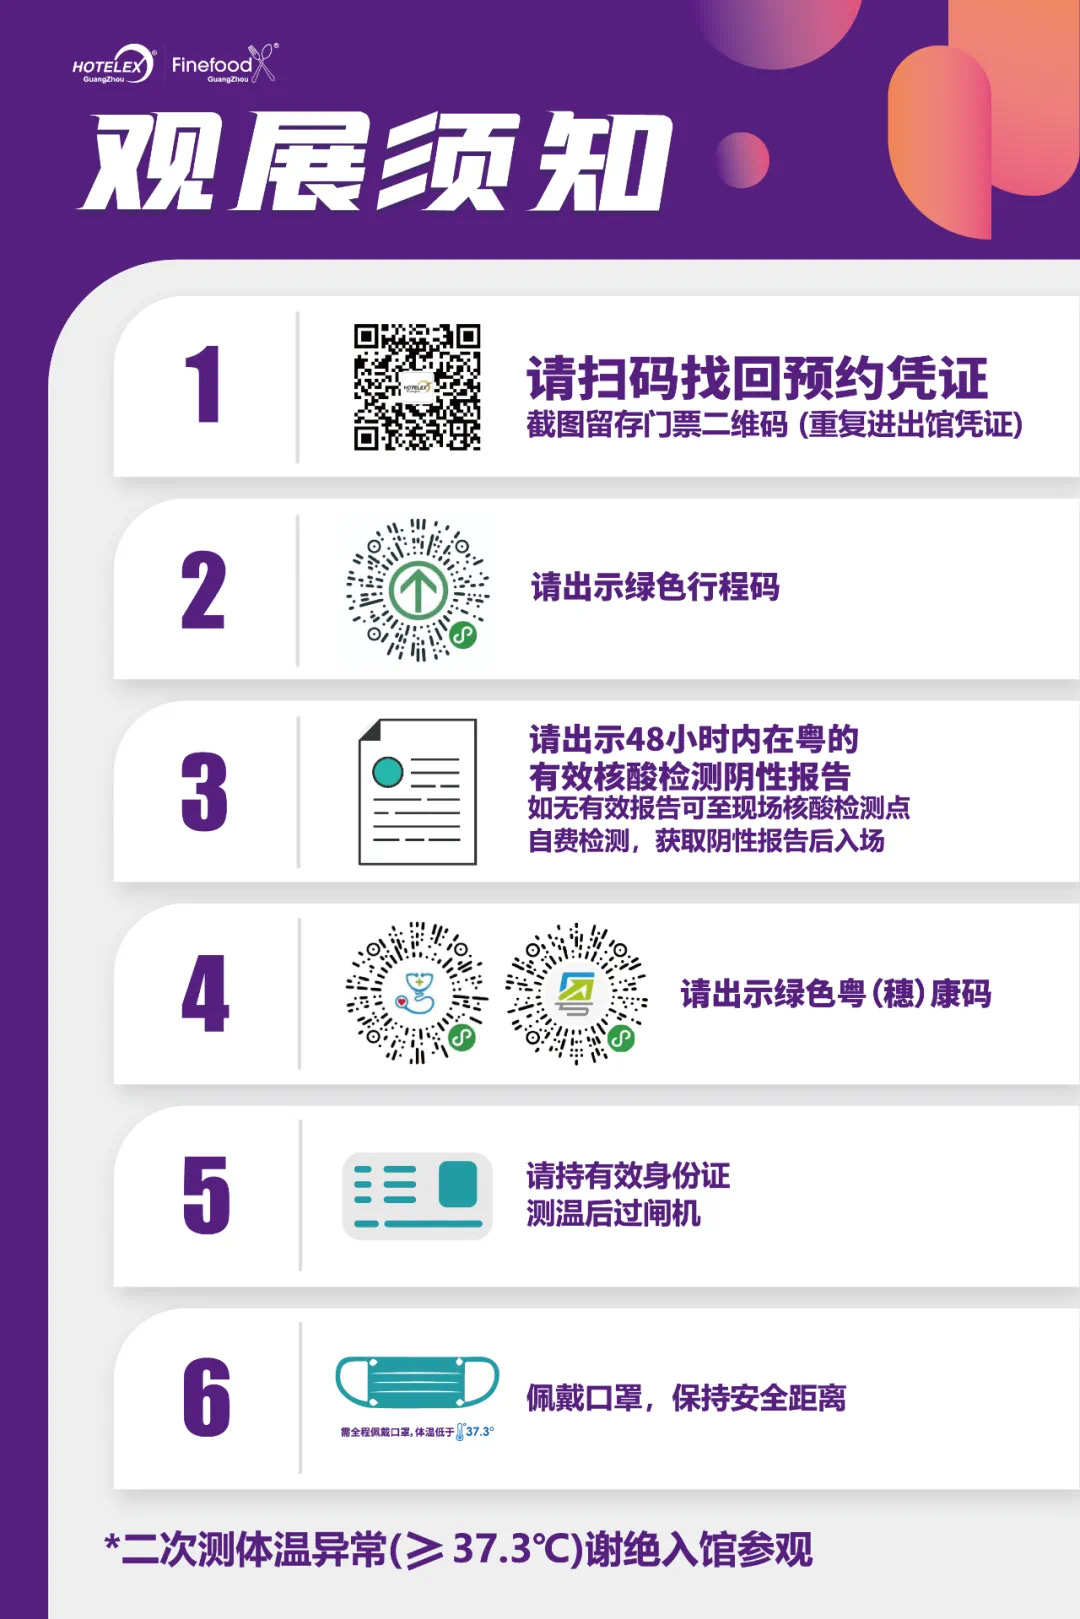 HOTELEX®
GuangZhou
Finefood®
GuangZhou
观展须知
1
HOTELEX
请扫码找回预约凭证
截图留存门票二维码 (重复进出馆凭证)
2
请出示绿色行程码
3
请出示48小时内在粤的
有效核酸检测阴性报告
如无有效报告可至现场核酸检测点
自费检测，获取阴性报告后入场
4
请出示绿色粤(穗)康码
5
请持有效身份证
测温后过闸机
6
佩戴口罩，保持安全距离
需全程佩戴口罩，体温低于37.3°
*二次测体温异常(⩾37.3℃)谢绝入馆参观